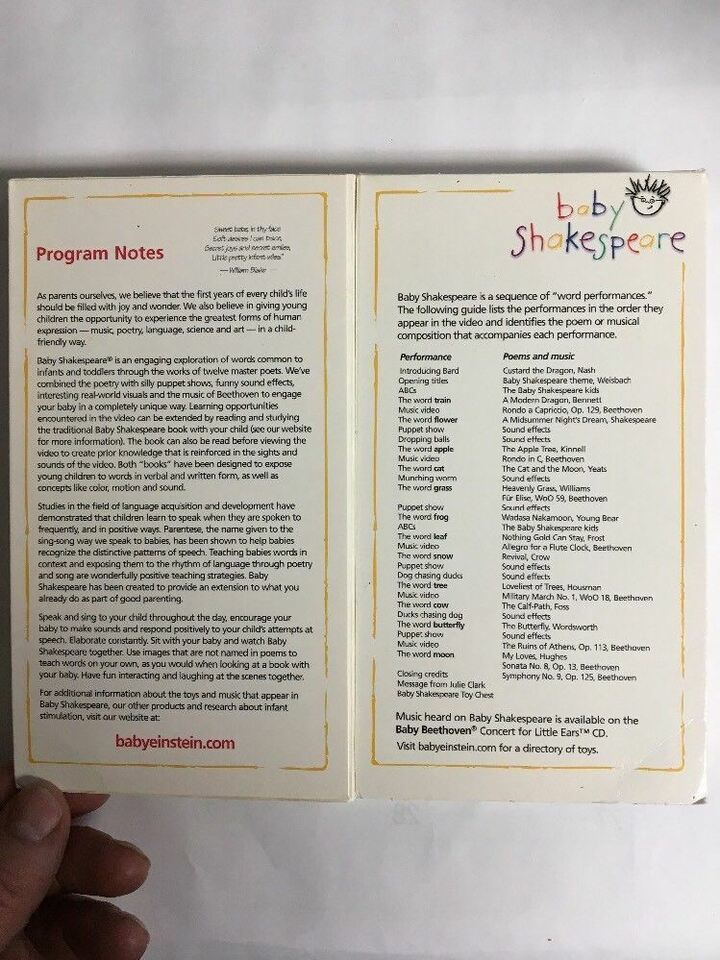 Program Notes
Sweet babe, in thy face
Soft desires I can trace,
Secret joys and secret smiles,
Little pretty infant wiles."
— William Blake
As parents ourselves, we believe that the first years of every child's life
should be filled with joy and wonder. We also believe in giving young
children the opportunity to experience the greatest forms of human
expression — music, poetry, language, science and art — in a child-
friendly way.
Baby Shakespeare® is an engaging exploration of words common to
infants and toddlers through the works of twelve master poets. We've
combined the poetry with silly puppet shows, funny sound effects,
interesting real-world visuals and the music of Beethoven to engage
your baby in a completely unique way. Learning opportunities
encountered in the video can be extended by reading and studying
the traditional Baby Shakespeare book with your child (see our website
for more information). The book can also be read before viewing the
video to create prior knowledge that is reinforced in the sights and
sounds of the video. Both "books" have been designed to expose
young children to words in verbal and written form, as well as
concepts like color, motion and sound.
Studies in the field of language acquisition and development have
demonstrated that children learn to speak when they are spoken to
frequently, and in positive ways. Parentese, the name given to the
sing-song way we speak to babies, has been shown to help babies
recognize the distinctive patterns of speech. Teaching babies words in
context and exposing them to the rhythm of language through poetry
and song are wonderfully positive teaching strategies. Baby
Shakespeare has been created to provide an extension to what you
already do as part of good parenting.
Speak and sing to your child throughout the day, encourage your
baby to make sounds and respond positively to your child's attempts at
speech. Elaborate constantly. Sit with your baby and watch Baby
Shakespeare together. Use images that are not named in poems to
teach words on your own, as you would when looking at a book with
your baby. Have fun interacting and laughing at the scenes together.
For additional information about the toys and music that appear in
Baby Shakespeare, our other products and research about infant
stimulation, visit our website at:
babyeinstein.com
baby
Shakespeare
Baby Shakespeare is a sequence of "word performances."
The following guide lists the performances in the order they
appear in the video and identifies the poem or musical
composition that accompanies each performance.
Performance Poems and music
Introducing Bard Custard the Dragon, Nash
Opening titles Baby Shakespeare theme, Weisbach
ABCs The Baby Shakespeare kids
The word train A Modern Dragon, Bennett
Music video Rondo a Capriccio, Op. 129, Beethoven
The word flower A Midsummer Night's Dream, Shakespeare
Puppet show Sound effects
Dropping balls Sound effects
The word apple The Apple Tree, Kinnell
Music video Rondo in C, Beethoven
The word cat The Cat and the Moon, Yeats
Munching worm Sound effects
The word grass Heavenly Grass, Williams
Für Elise, WoO 59, Beethoven
Puppet show Sound effects
The word frog Wadasa Nakamoon, Young Bear
ABCs The Baby Shakespeare kids
The word leaf Nothing Gold Can Stay, Frost
Music video Allegro for a Flute Clock, Beethoven
The word snow Revival, Crow
Puppet show Sound effects
Dog chasing ducks Sound effects
The word tree Loveliest of Trees, Housman
Music video Military March No. 1, WoO 18, Beethoven
The word cow The Calf-Path, Foss
Ducks chasing dog Sound effects
The word butterfly The Butterfly, Wordsworth
Puppet show Sound effects
Music video The Ruins of Athens, Op. 113, Beethoven
The word moon My Loves, Hughes
Sonata No. 8, Op. 13, Beethoven
Closing credits Symphony No. 9, Op. 125, Beethoven
Message from Julie Clark
Baby Shakespeare Toy Chest
Music heard on Baby Shakespeare is available on the
Baby Beethoven® Concert for Little Ears™ CD.
Visit babyeinstein.com for a directory of toys.